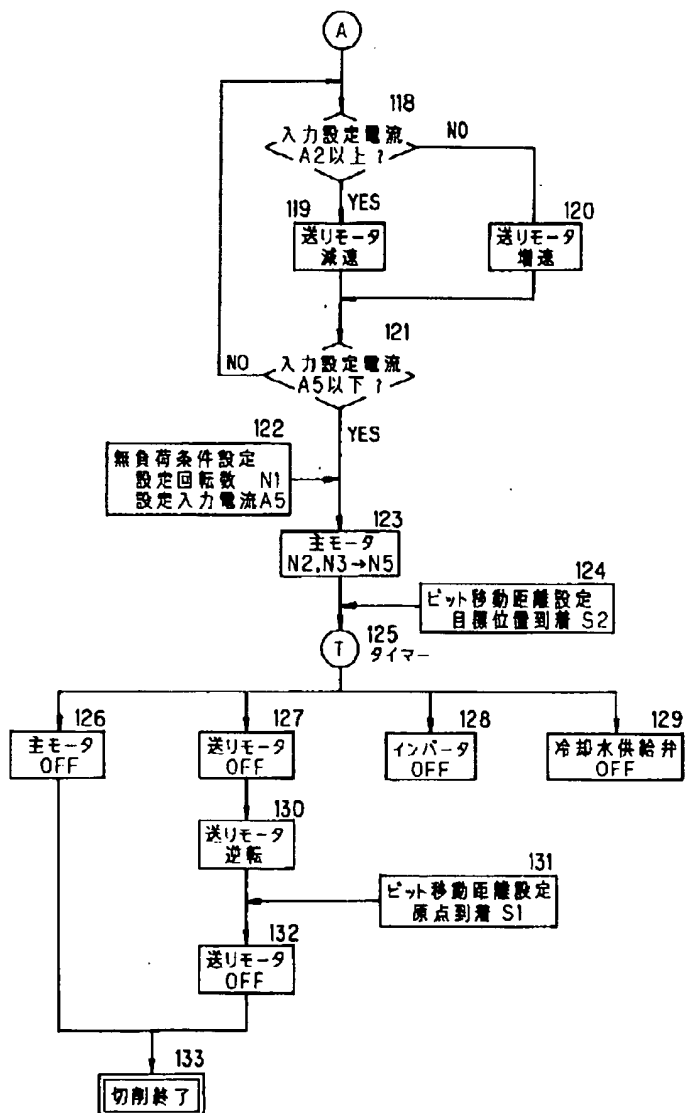 A
118
入力設定電流
A2以上?
NO
YES
119
送りモータ
減速
120
送りモータ
増速
121
入力設定電流
A5以下?
NO
YES
122
無負荷条件設定
設定回転数 N1
設定入力電流A5
123
主モータ
N2,N3→N5
124
ビット移動距離設定
目標位置到着 S2
T
125
タイマー
126
主モータ
OFF
127
送りモータ
OFF
128
インバータ
OFF
129
冷却水供給弁
OFF
130
送りモータ
逆転
131
ビット移動距離設定
原点到着 S1
132
送りモータ
OFF
133
切削終了